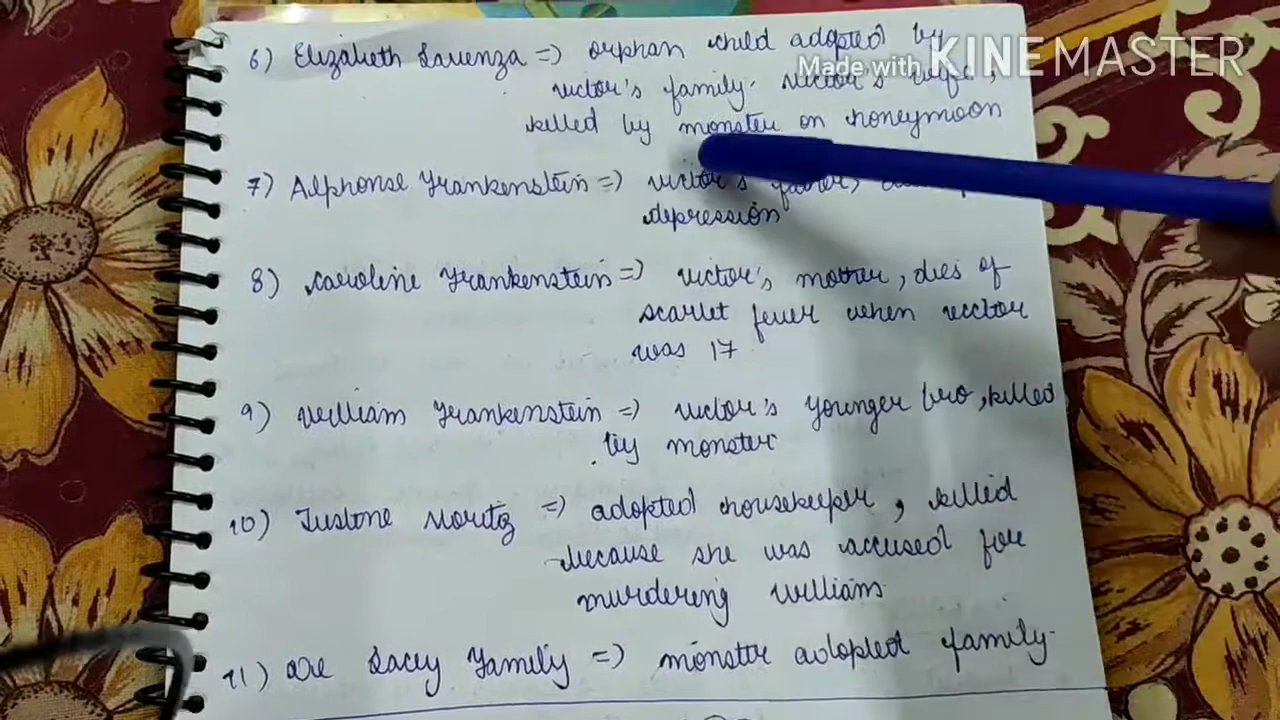 6) Elizabeth Lavenza => orphan child adopted by
victor's family. victor's wife,
killed by monster on honeymoon
7) Alphonse Frankenstein => victor's father,
depression
8) Caroline Frankenstein => victor's mother, dies of
scarlet fever when victor
was 17
9) William Frankenstein => victor's younger bro, killed
by monster
10) Justine Moritz => adopted housekeeper, killed
because she was accused for
murdering William
11) De Lacey Family => monster adopted family
Made with KINEMASTER